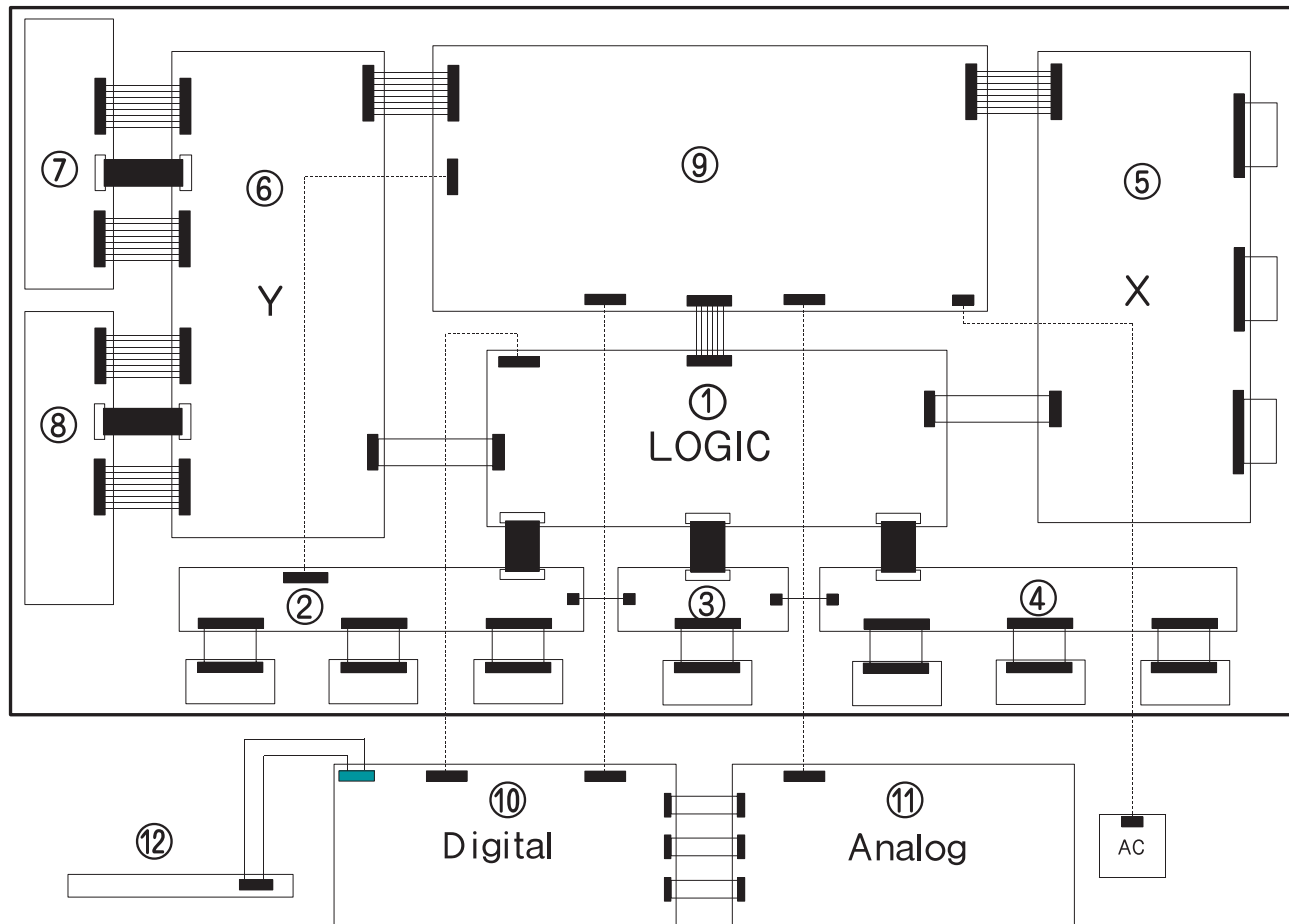 ⑦
⑥
⑨
⑤
Y
X
①
LOGIC
⑧
②
③
④
⑩
Digital
⑪
Analog
⑫
AC